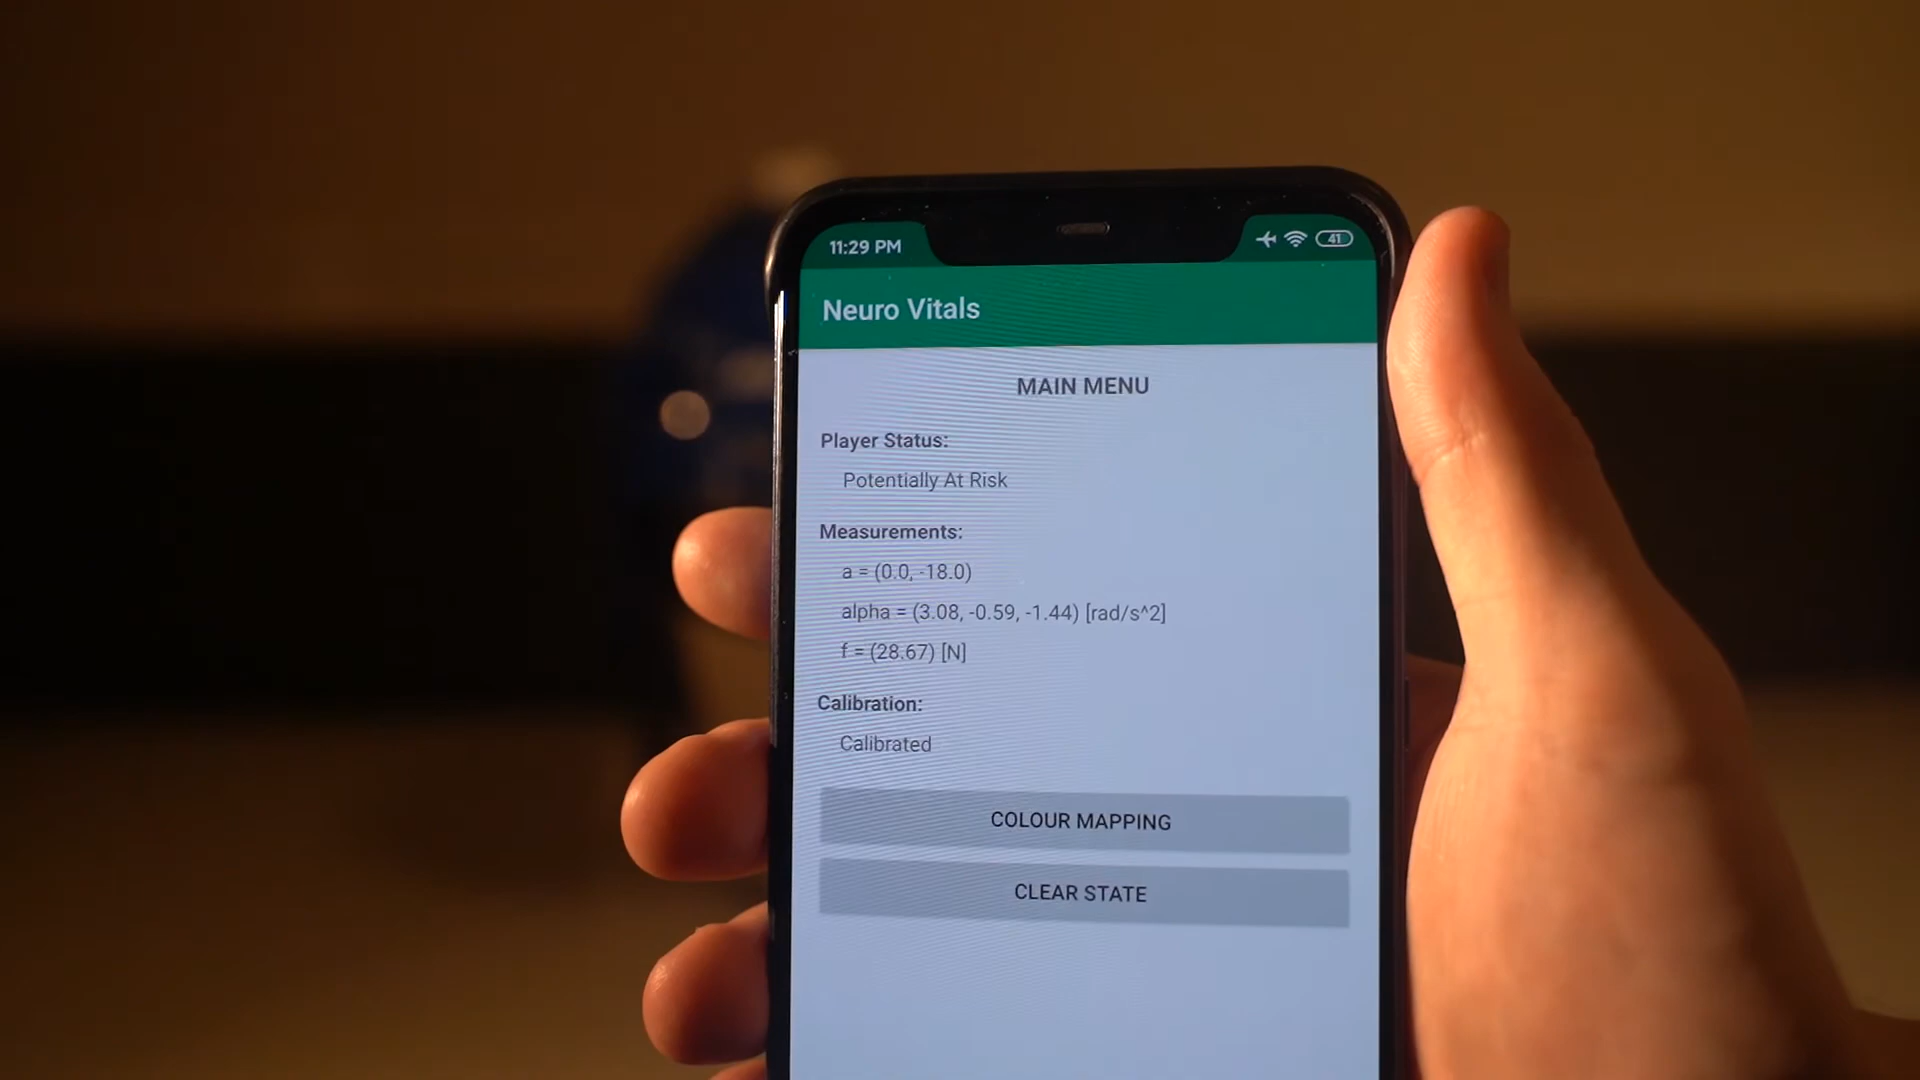 11:29 PM
41
Neuro Vitals
MAIN MENU
Player Status:
Potentially At Risk
Measurements:
a = (0.0, -18.0)
alpha = (3.08, -0.59, -1.44) [rad/s^2]
f = (28.67) [N]
Calibration:
Calibrated
COLOUR MAPPING
CLEAR STATE